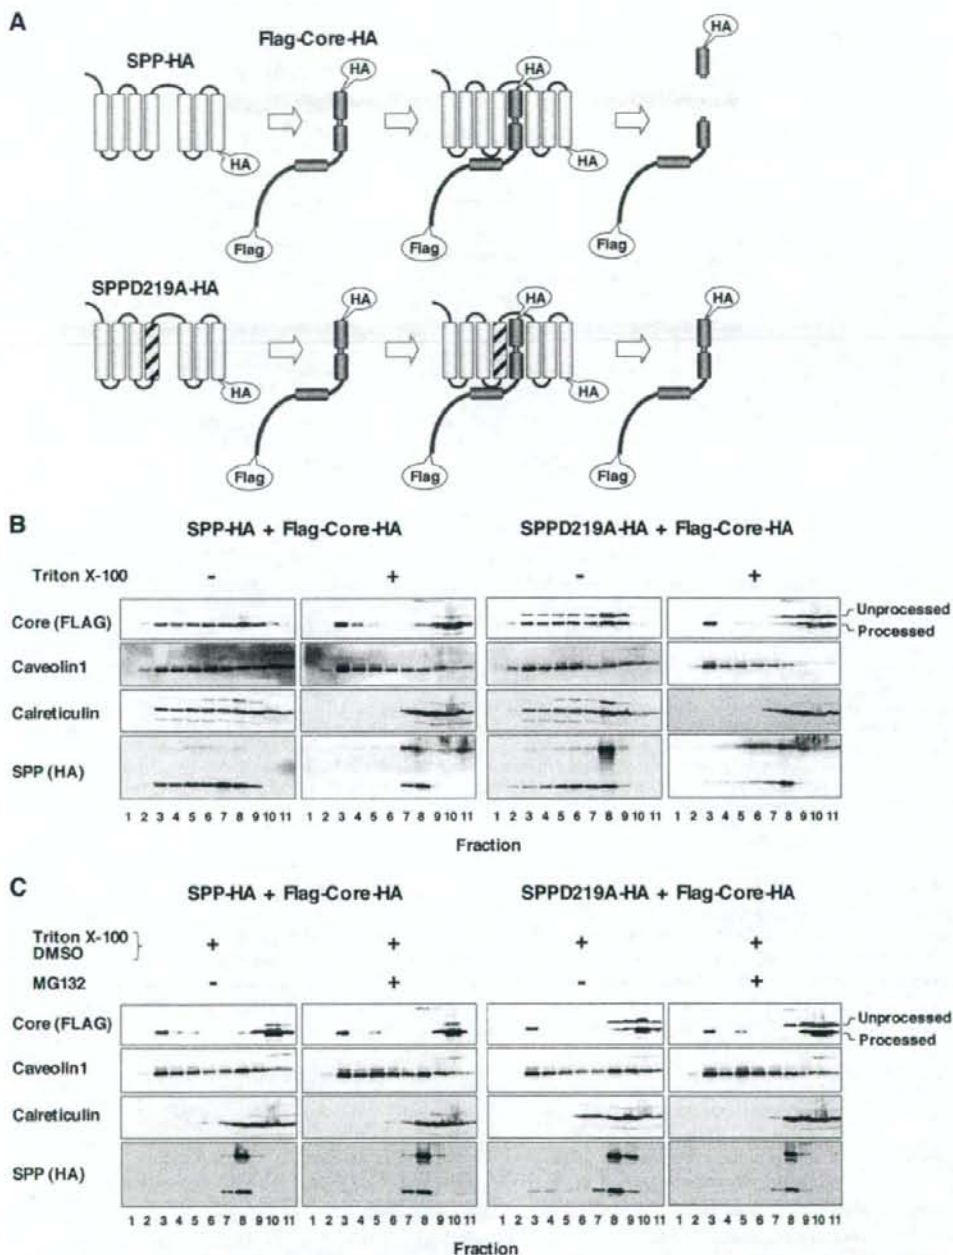 A
SPP-HA
Flag-Core-HA
HA
HA
HA
HA
HA
Flag
Flag
Flag
SPPD219A-HA
HA
HA
HA
HA
HA
Flag
Flag
Flag
B
SPP-HA + Flag-Core-HA SPPD219A-HA + Flag-Core-HA
Triton X-100 - + - +
Core (FLAG)
Unprocessed
Processed
Caveolin1
Calreticulin
SPP (HA)
1 2 3 4 5 6 7 8 9 10 11 1 2 3 4 5 6 7 8 9 10 11 1 2 3 4 5 6 7 8 9 10 11 1 2 3 4 5 6 7 8 9 10 11
Fraction
C
SPP-HA + Flag-Core-HA SPPD219A-HA + Flag-Core-HA
Triton X-100
DMSO + + + +
MG132 - + - +
Core (FLAG)
Unprocessed
Processed
Caveolin1
Calreticulin
SPP (HA)
1 2 3 4 5 6 7 8 9 10 11 1 2 3 4 5 6 7 8 9 10 11 1 2 3 4 5 6 7 8 9 10 11 1 2 3 4 5 6 7 8 9 10 11
Fraction